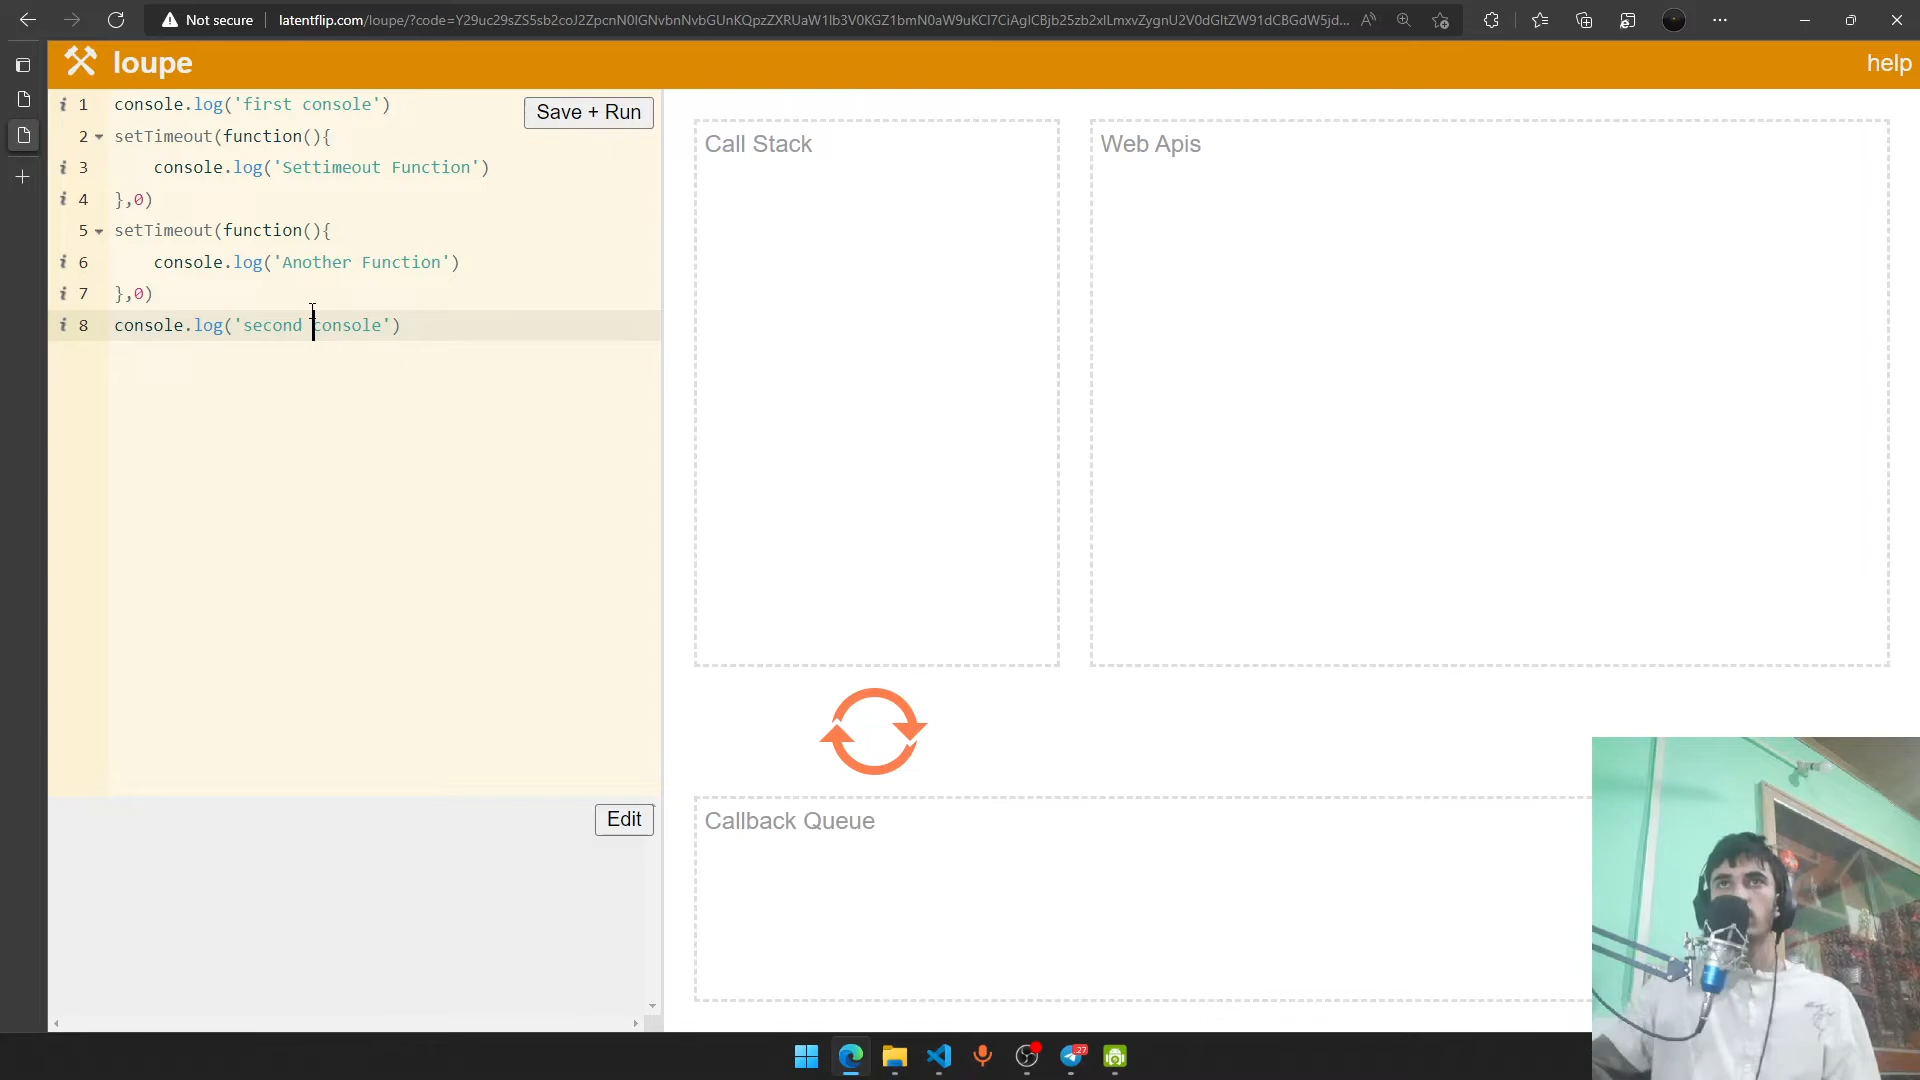 Not secure
latentflip.com/loupe/?code=Y29uc29sZS5sb2coJ2ZpcnN0IGNvbnNvbGUnKQpzZXRUaW1lb3V0KGZ1bmN0aW9uKCl7CiAgICBjb25zb2xlLmxvZygnU2V0dGltZW91dCBGdW5jd...
loupe
help
1 console.log('first console')
Save + Run
2 setTimeout(function(){
3 console.log('Settimeout Function')
4 },0)
5 setTimeout(function(){
6 console.log('Another Function')
7 },0)
8 console.log('second console')
Call Stack
Web Apis
Edit
Callback Queue
27